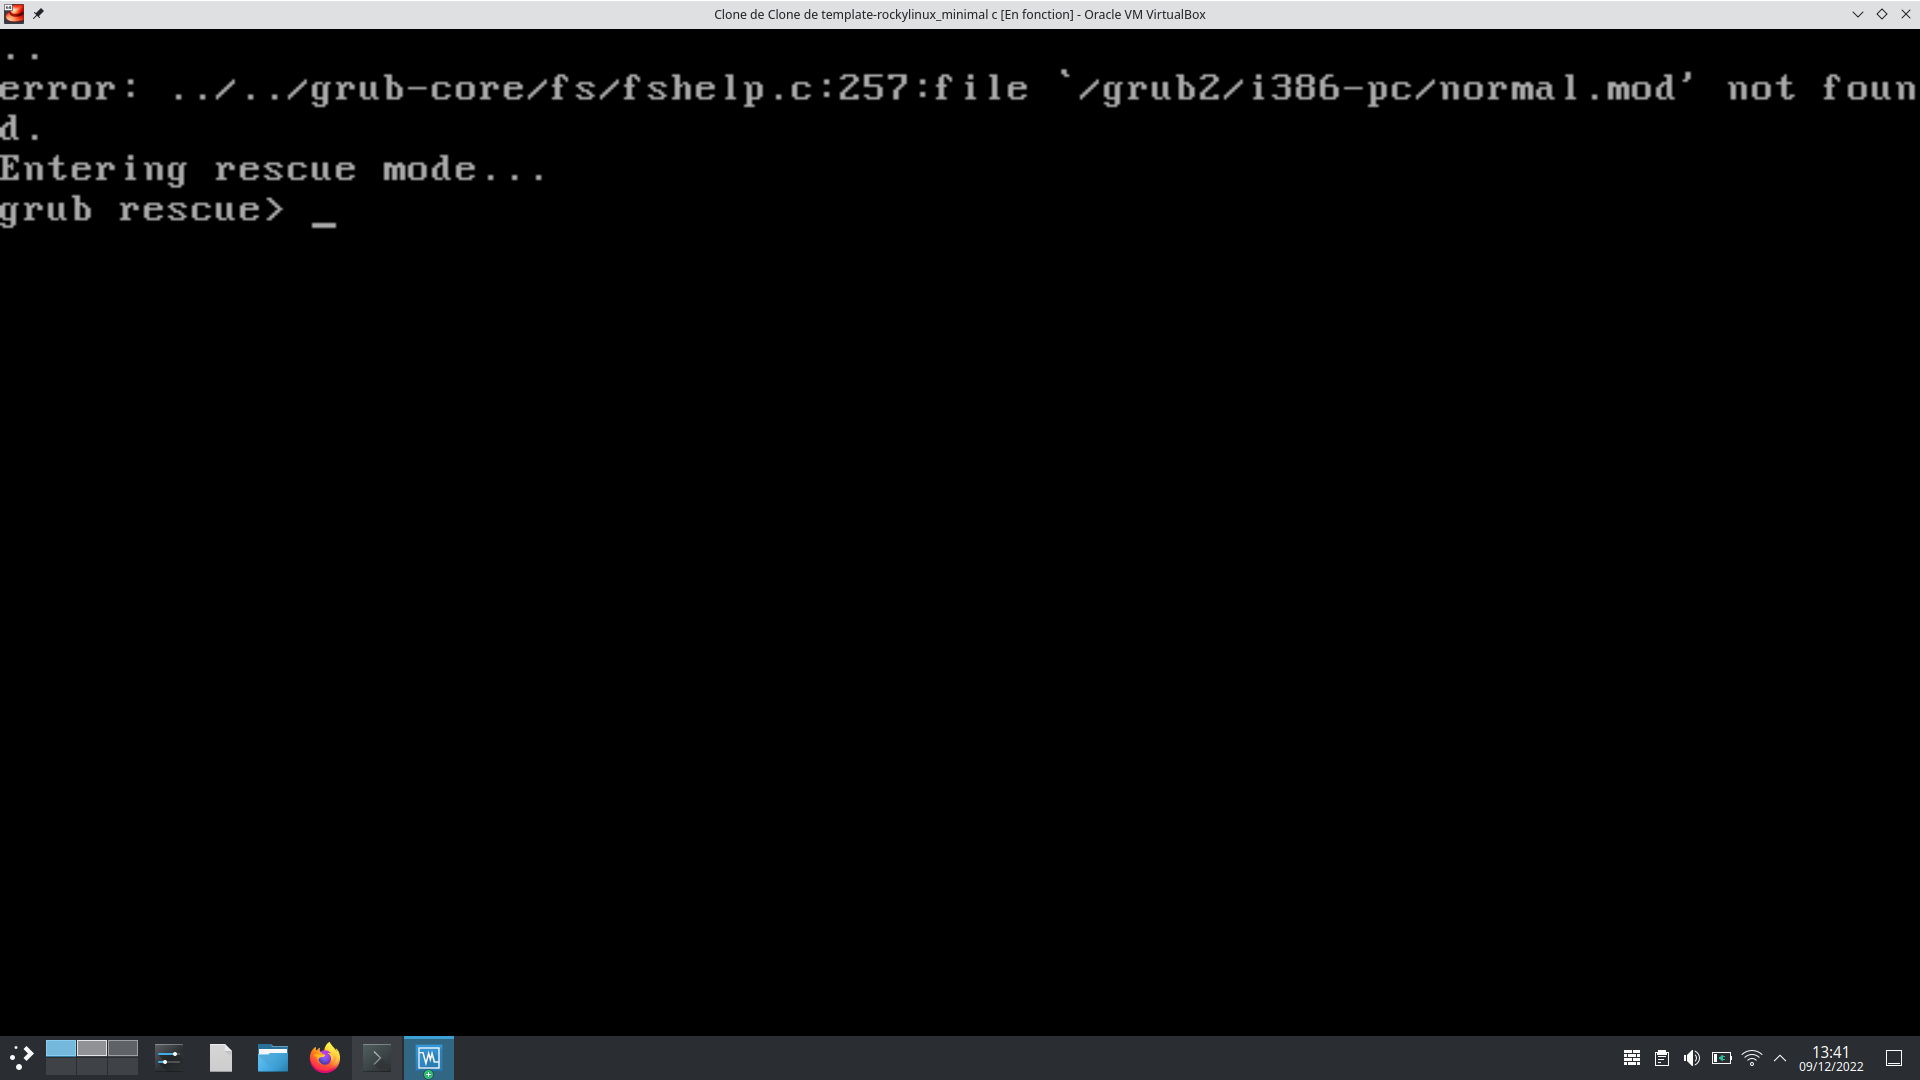 Clone de Clone de template-rockylinux_minimal c [En fonction] - Oracle VM VirtualBox
..
error: ../../grub-core/fs/fshelp.c:257:file `/grub2/i386-pc/normal.mod' not foun
d.
Entering rescue mode...
grub rescue> _
13:41
09/12/2022